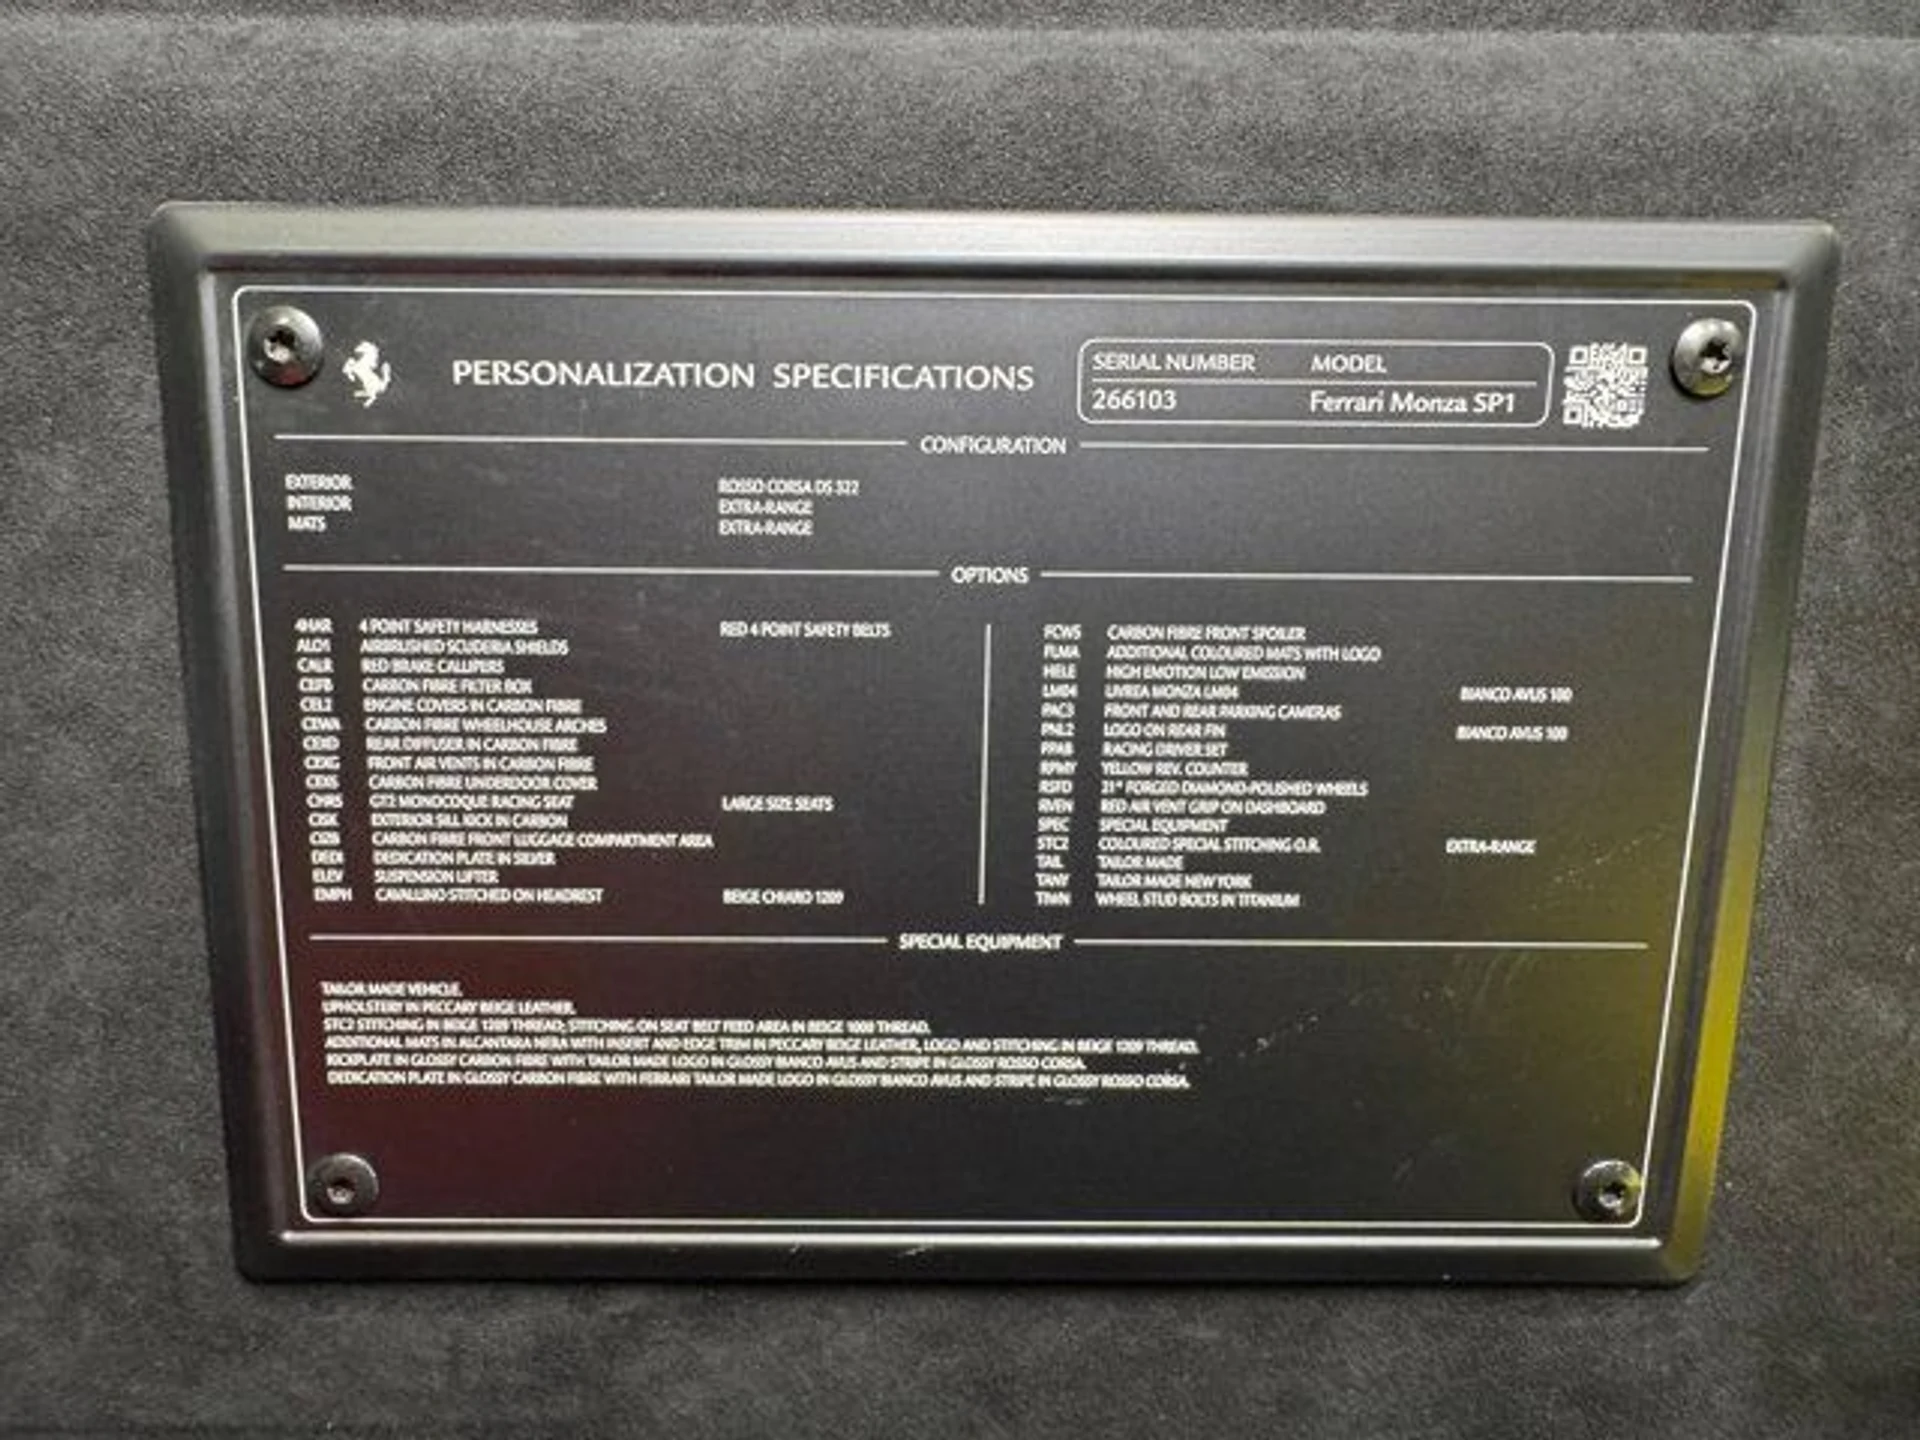 PERSONALIZATION SPECIFICATIONS
SERIAL NUMBER MODEL
266103 Ferrari Monza SP1
CONFIGURATION
EXTERIOR ROSSO CORSA DS 322
INTERIOR EXTRA-RANGE
MATS EXTRA-RANGE
OPTIONS
4HAR 4 POINT SAFETY HARNESSES RED 4 POINT SAFETY BELTS
ALO1 AIRBRUSHED SCUDERIA SHIELDS
CALR RED BRAKE CALLIPERS
CEFB CARBON FIBRE FILTER BOX
CEL2 ENGINE COVERS IN CARBON FIBRE
CEWA CARBON FIBRE WHEELHOUSE ARCHES
CEXD REAR DIFFUSER IN CARBON FIBRE
CEXG FRONT AIR VENTS IN CARBON FIBRE
CEXS CARBON FIBRE UNDERDOOR COVER
CHR5 GT2 MONOCOQUE RACING SEAT LARGE SIZE SEATS
CISK EXTERIOR SILL KICK IN CARBON
CIZB CARBON FIBRE FRONT LUGGAGE COMPARTMENT AREA
DEDI DEDICATION PLATE IN SILVER
ELEV SUSPENSION LIFTER
EMPH CAVALLINO STITCHED ON HEADREST BEIGE CHIARO 1209
FCWS CARBON FIBRE FRONT SPOILER
FLMA ADDITIONAL COLOURED MATS WITH LOGO
HELE HIGH EMOTION LOW EMISSION
LM04 LIVREA MONZA LM04 BIANCO AVUS 100
PAC3 FRONT AND REAR PARKING CAMERAS
PNL2 LOGO ON REAR FIN BIANCO AVUS 100
PPAB RACING DRIVER SET
RPMY YELLOW REV. COUNTER
RSFD 21" FORGED DIAMOND-POLISHED WHEELS
RVEN RED AIR VENT GRIP ON DASHBOARD
SPEC SPECIAL EQUIPMENT
STC2 COLOURED SPECIAL STITCHING O.R. EXTRA-RANGE
TAIL TAILOR MADE
TANY TAILOR MADE NEW YORK
TIWN WHEEL STUD BOLTS IN TITANIUM
SPECIAL EQUIPMENT
TAILOR MADE VEHICLE.
UPHOLSTERY IN PECCARY BEIGE LEATHER.
STC2 STITCHING IN BEIGE 1209 THREAD; STITCHING ON SEAT BELT FEED AREA IN BEIGE THREAD.
ADDITIONAL MATS IN ALCANTARA NERA WITH INSERT AND EDGE TRIM IN PECCARY BEIGE LEATHER, LOGO AND STITCHING IN BEIGE 1209 THREAD.
KICKPLATE IN GLOSSY CARBON FIBRE WITH TAILOR MADE LOGO IN GLOSSY BIANCO AVUS AND STRIPE IN GLOSSY ROSSO CORSA.
DEDICATION PLATE IN GLOSSY CARBON FIBRE WITH FERRARI TAILOR MADE LOGO IN GLOSSY BIANCO AVUS AND STRIPE IN GLOSSY ROSSO CORSA.